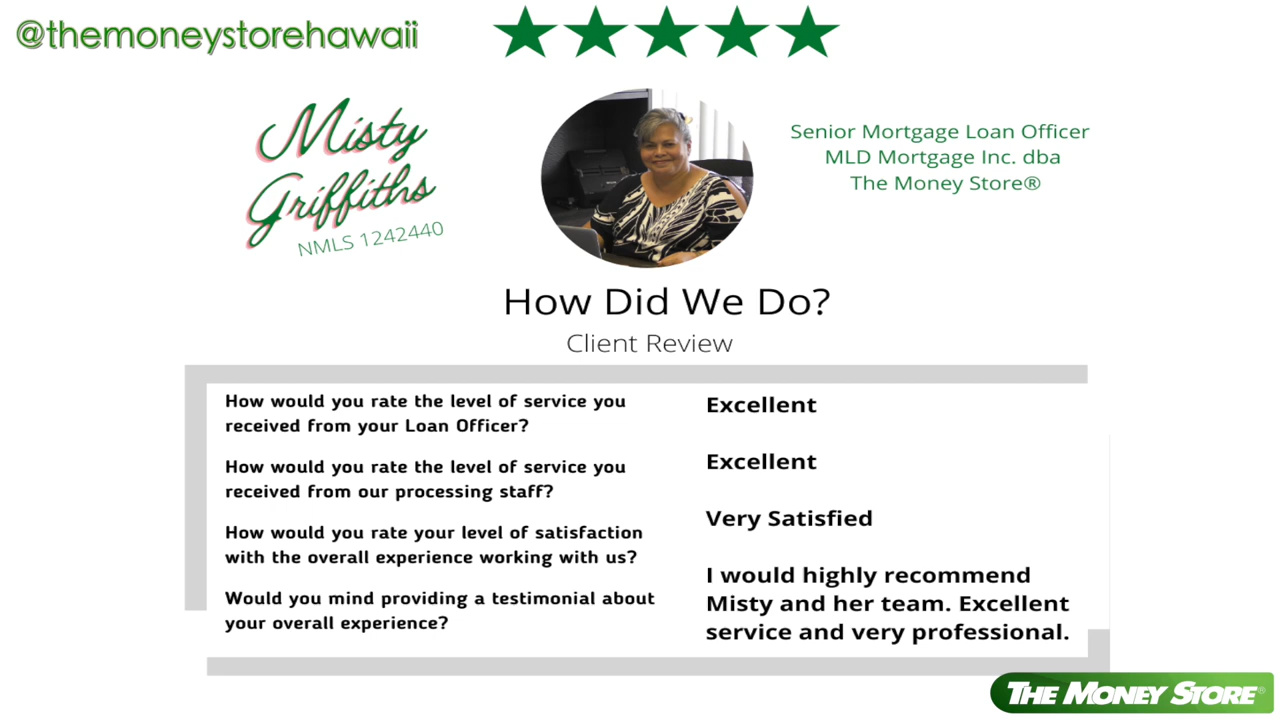 @themoneystorehawaii
Misty
Griffiths
NMLS 1242440
Senior Mortgage Loan Officer
MLD Mortgage Inc. dba
The Money Store®
How Did We Do?
Client Review
How would you rate the level of service you
received from your Loan Officer?
Excellent
How would you rate the level of service you
received from our processing staff?
Excellent
How would you rate your level of satisfaction
with the overall experience working with us?
Very Satisfied
Would you mind providing a testimonial about
your overall experience?
I would highly recommend
Misty and her team. Excellent
service and very professional.
THE MONEY STORE®